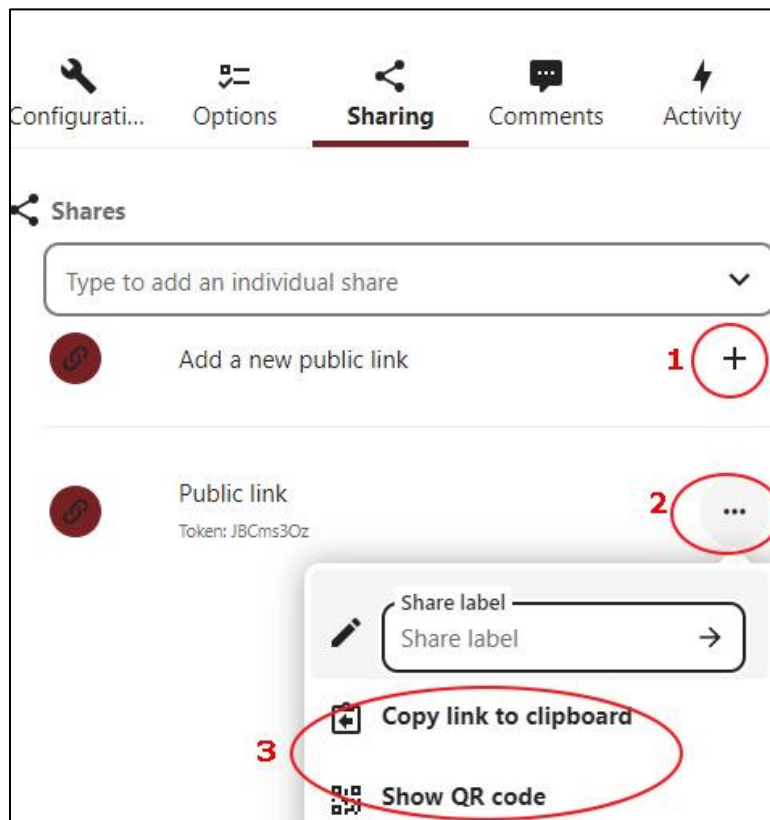 Configurati...
Options
Sharing
Comments
Activity
Shares
Type to add an individual share
Add a new public link
1
Public link
Token: JBCms3Oz
2
...
Share label
Share label
Copy link to clipboard
3
Show QR code